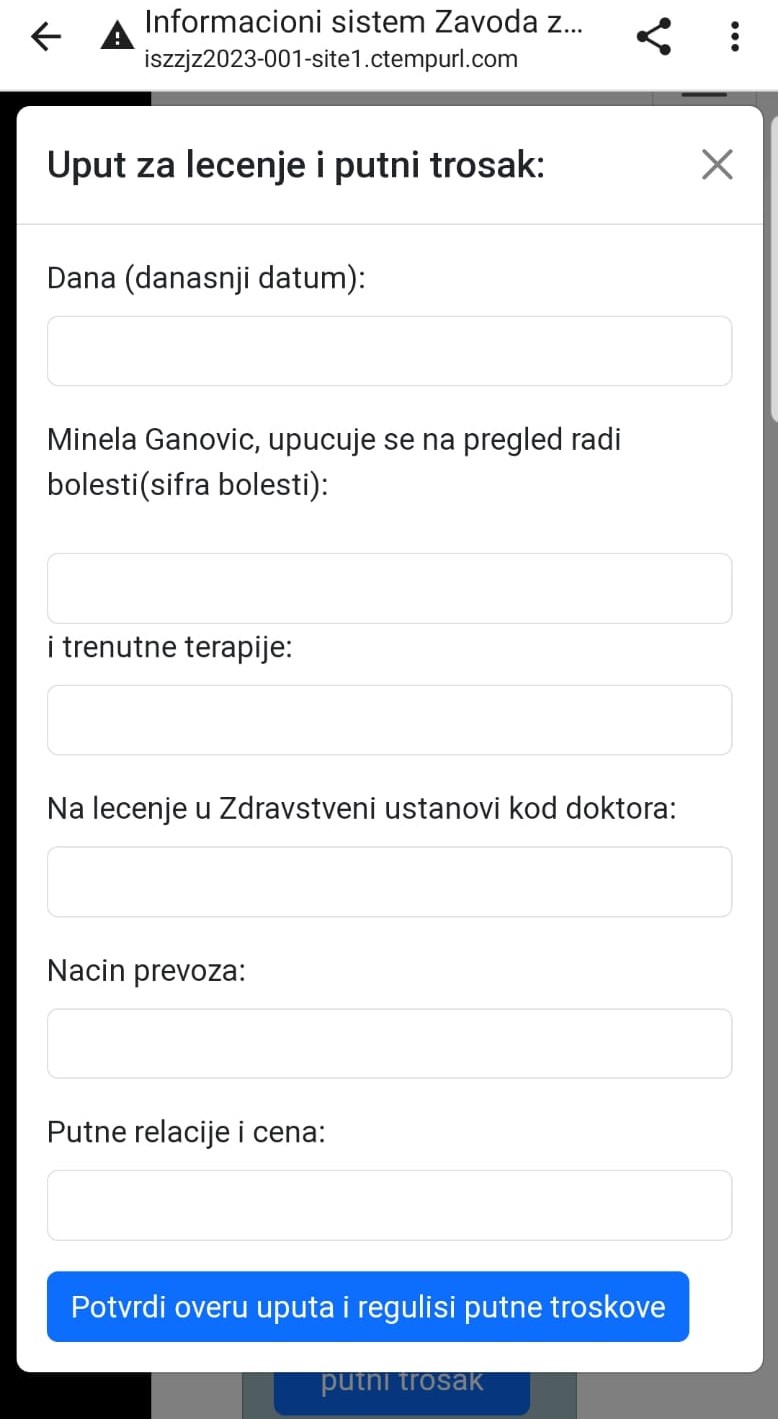 Informacioni sistem Zavoda z...
iszzjz2023-001-site1.ctempurl.com
Uput za lecenje i putni trosak:
Dana (danasnji datum):
Minela Ganovic, upucuje se na pregled radi
bolesti(sifra bolesti):
i trenutne terapije:
Na lecenje u Zdravstveni ustanovi kod doktora:
Nacin prevoza:
Putne relacije i cena:
Potvrdi overu uputa i regulisi putne troskove
putni trosak